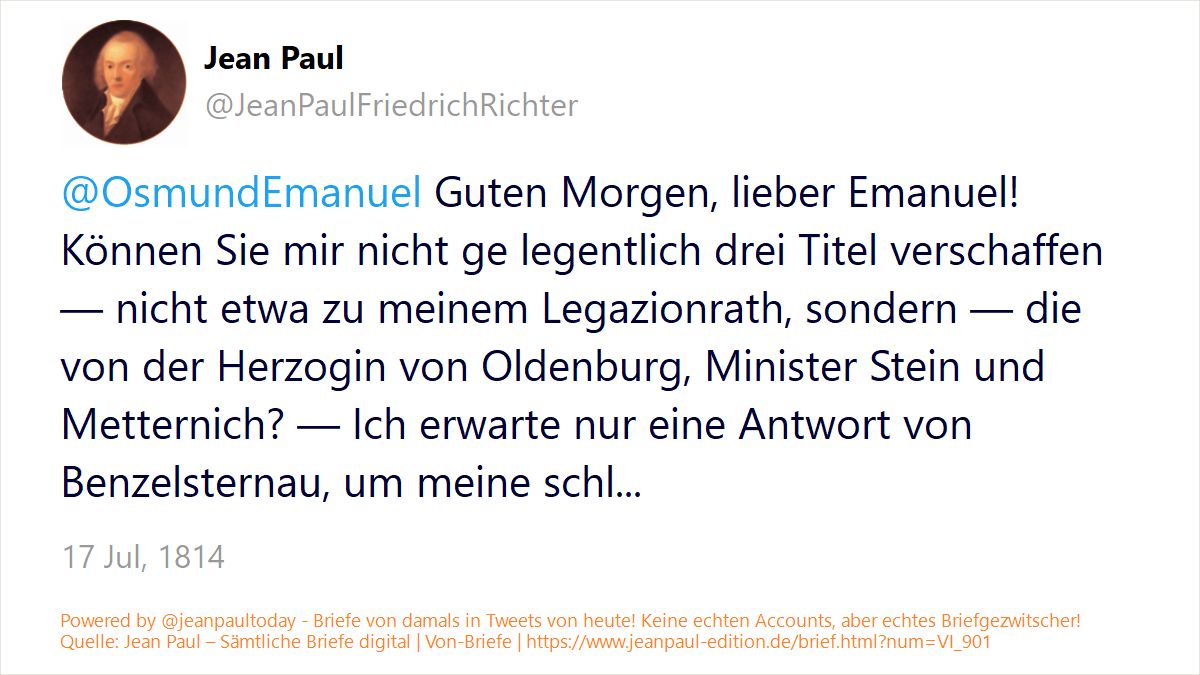 Jean Paul
@JeanPaulFriedrichRichter
@OsmundEmanuel Guten Morgen, lieber Emanuel!
Können Sie mir nicht ge legentlich drei Titel verschaffen
— nicht etwa zu meinem Legazionrath, sondern — die
von der Herzogin von Oldenburg, Minister Stein und
Metternich? — Ich erwarte nur eine Antwort von
Benzelsternau, um meine schl...
17 Jul, 1814
Powered by @jeanpaultoday - Briefe von damals in Tweets von heute! Keine echten Accounts, aber echtes Briefgezwitscher!
Quelle: Jean Paul – Sämtliche Briefe digital | Von-Briefe | https://www.jeanpaul-edition.de/brief.html?num=VI_901